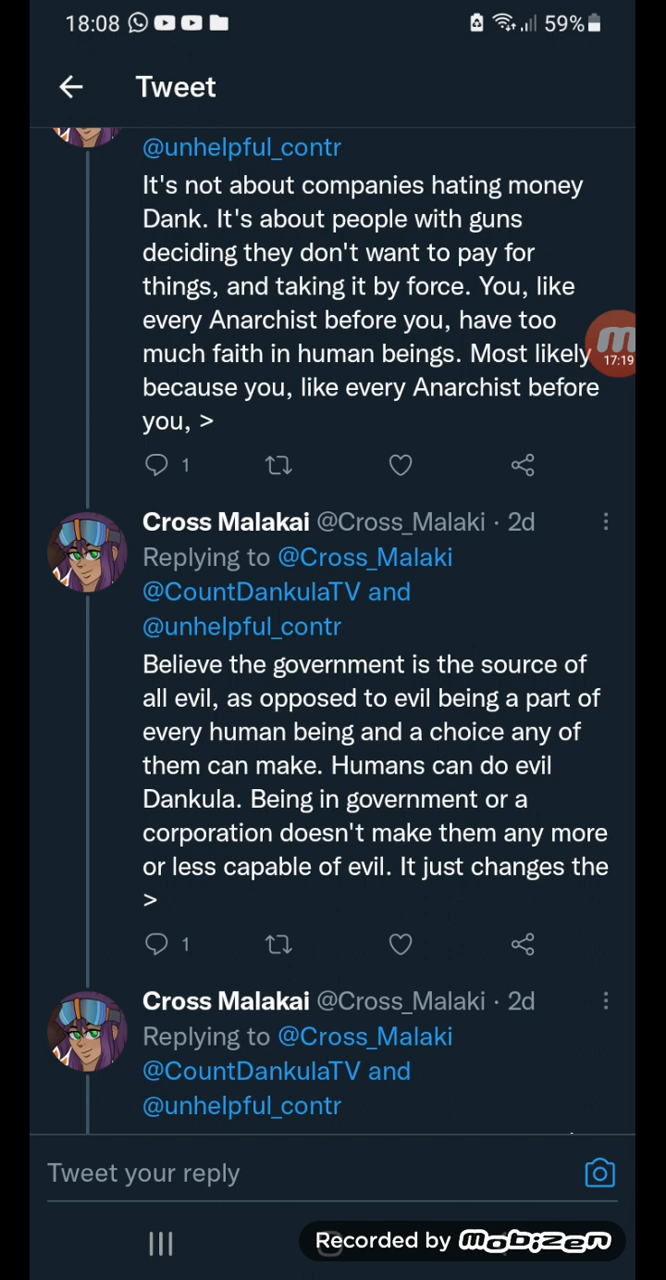 18:08 59%
Tweet
@unhelpful_contr
It's not about companies hating money
Dank. It's about people with guns
deciding they don't want to pay for
things, and taking it by force. You, like
every Anarchist before you, have too
much faith in human beings. Most likely
because you, like every Anarchist before
you, >
m
17:19
1
Cross Malakai @Cross_Malaki · 2d
Replying to @Cross_Malaki
@CountDankulaTV and
@unhelpful_contr
Believe the government is the source of
all evil, as opposed to evil being a part of
every human being and a choice any of
them can make. Humans can do evil
Dankula. Being in government or a
corporation doesn't make them any more
or less capable of evil. It just changes the
>
1
Cross Malakai @Cross_Malaki · 2d
Replying to @Cross_Malaki
@CountDankulaTV and
@unhelpful_contr
Tweet your reply
Recorded by mobizen